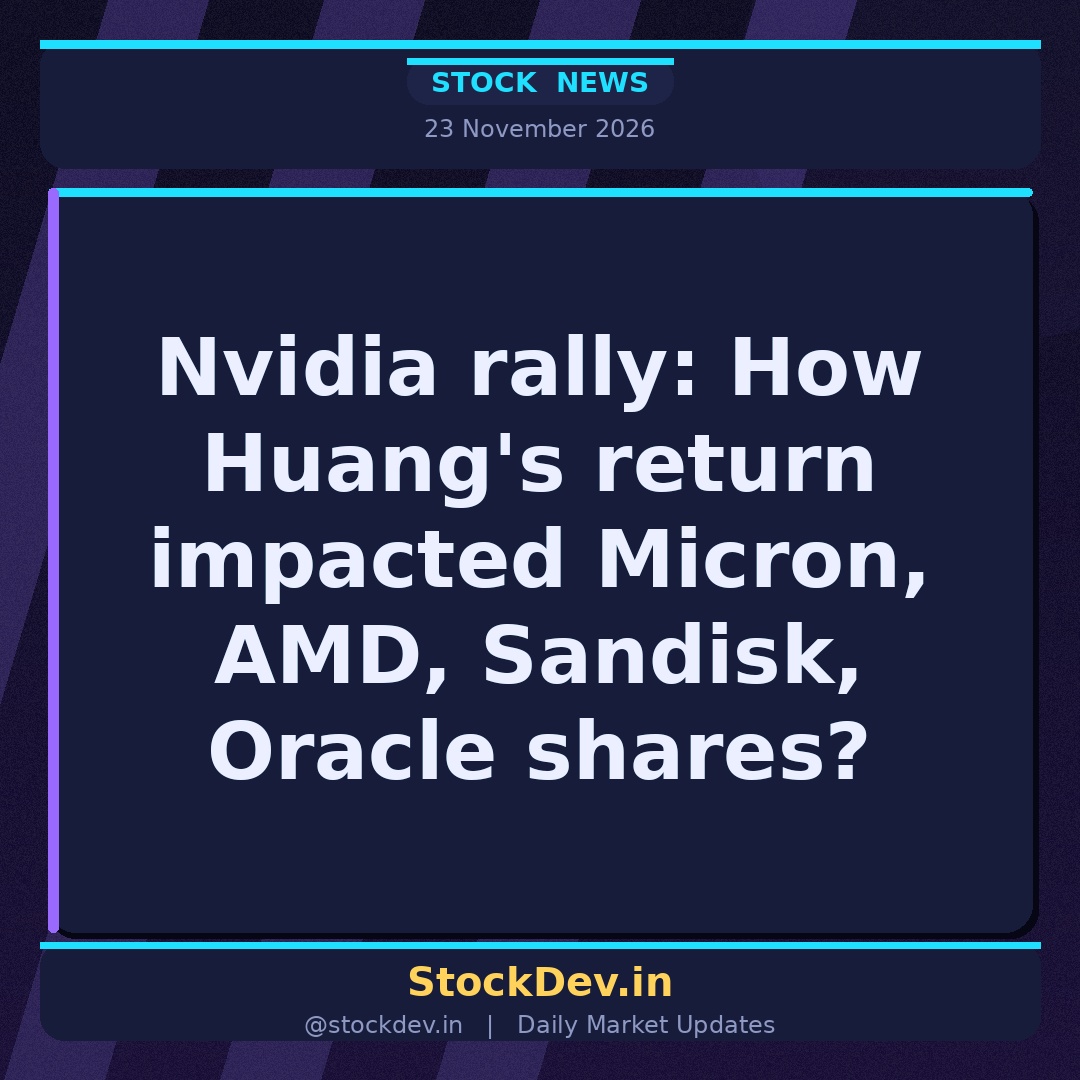 STOCK NEWS
23 November 2026
Nvidia rally: How
Huang's return
impacted Micron,
AMD, Sandisk,
Oracle shares?
StockDev.in
@stockdev.in | Daily Market Updates